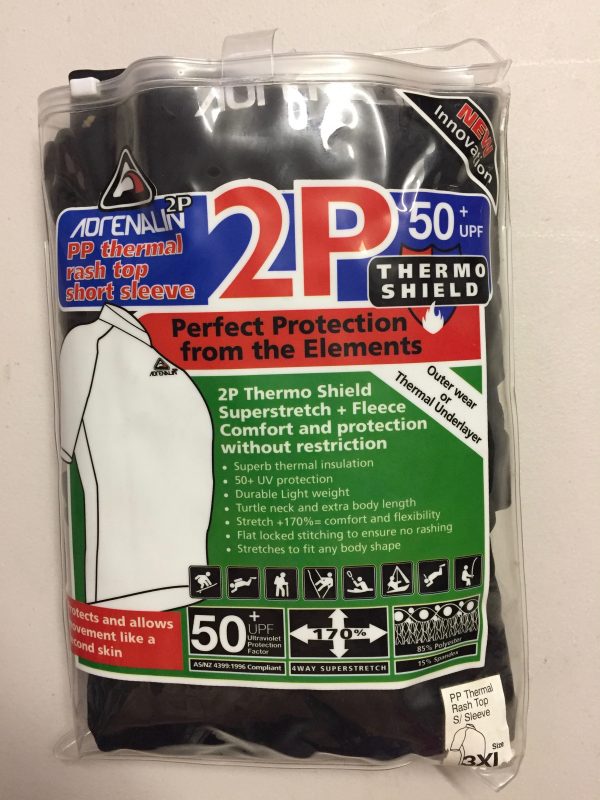 ADRENALIN
NEW
Innovation
2P
ADRENALIN
PP thermal
rash top
short sleeve
2P
50+
UPF
THERMO
SHIELD
Perfect Protection
from the Elements
Outer wear
or
Thermal Underlayer
ADRENALIN
2P Thermo Shield
Superstretch + Fleece
Comfort and protection
without restriction
• Superb thermal insulation
• 50+ UV protection
• Durable Light weight
• Turtle neck and extra body length
• Stretch +170%= comfort and flexibility
• Flat locked stitching to ensure no rashing
• Stretches to fit any body shape
otects and allows
ovement like a
cond skin
50+
UPF
Ultraviolet
Protection
Factor
AS/NZ 4399:1996 Compliant
170%
4WAY SUPERSTRETCH
85% Polyester
15% Spandex
PP Thermal
Rash Top
S/ Sleeve
Size
3XL